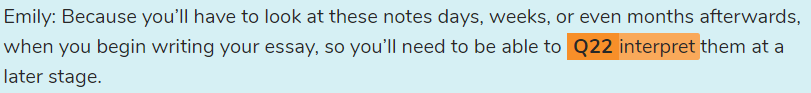 Emily: Because you’ll have to look at these notes days, weeks, or even months afterwards,
when you begin writing your essay, so you’ll need to be able to Q22 interpret them at a
later stage.